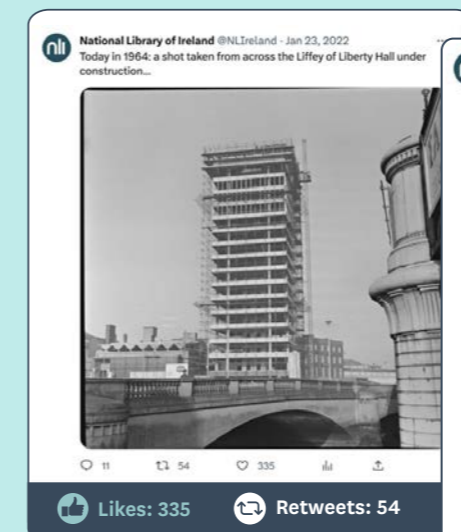 nli
National Library of Ireland @NLIreland · Jan 23, 2022
Today in 1964: a shot taken from across the Liffey of Liberty Hall under
construction...
11 54 335
Likes: 335 Retweets: 54